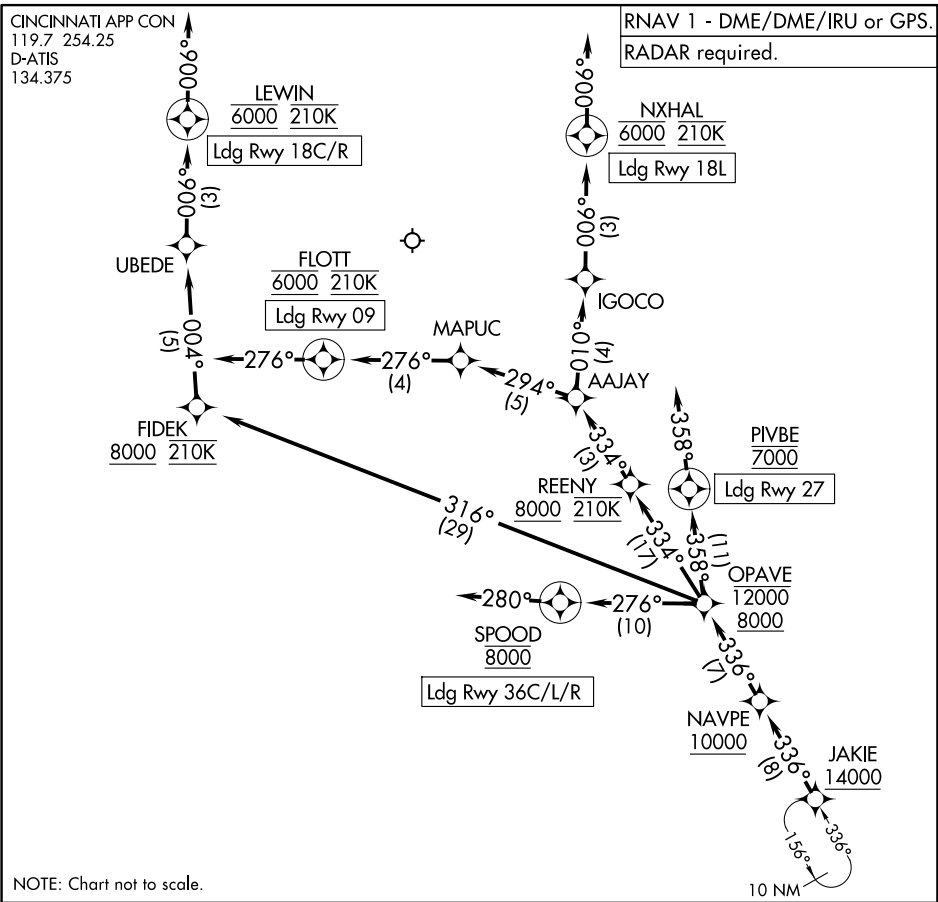 CINCINNATI APP CON
119.7 254.25
D-ATIS
134.375
RNAV 1 - DME/DME/IRU or GPS.
RADAR required.
006°
LEWIN
6000 210K
Ldg Rwy 18C/R
006°
(3)
UBEDE
004°
(5)
FIDEK
8000 210K
006°
NXHAL
6000 210K
Ldg Rwy 18L
006°
(3)
IGOCO
010°
(4)
AAJAY
FLOTT
6000 210K
Ldg Rwy 09
276°
276°
(4)
MAPUC
294°
(5)
334°
(3)
REENY
8000 210K
334°
(17)
358°
PIVBE
7000
Ldg Rwy 27
358°
(11)
316°
(29)
OPAVE
12000
8000
280°
276°
(10)
SPOOD
8000
Ldg Rwy 36C/L/R
336°
(7)
NAVPE
10000
336°
(8)
JAKIE
14000
156°
336°
10 NM
NOTE: Chart not to scale.